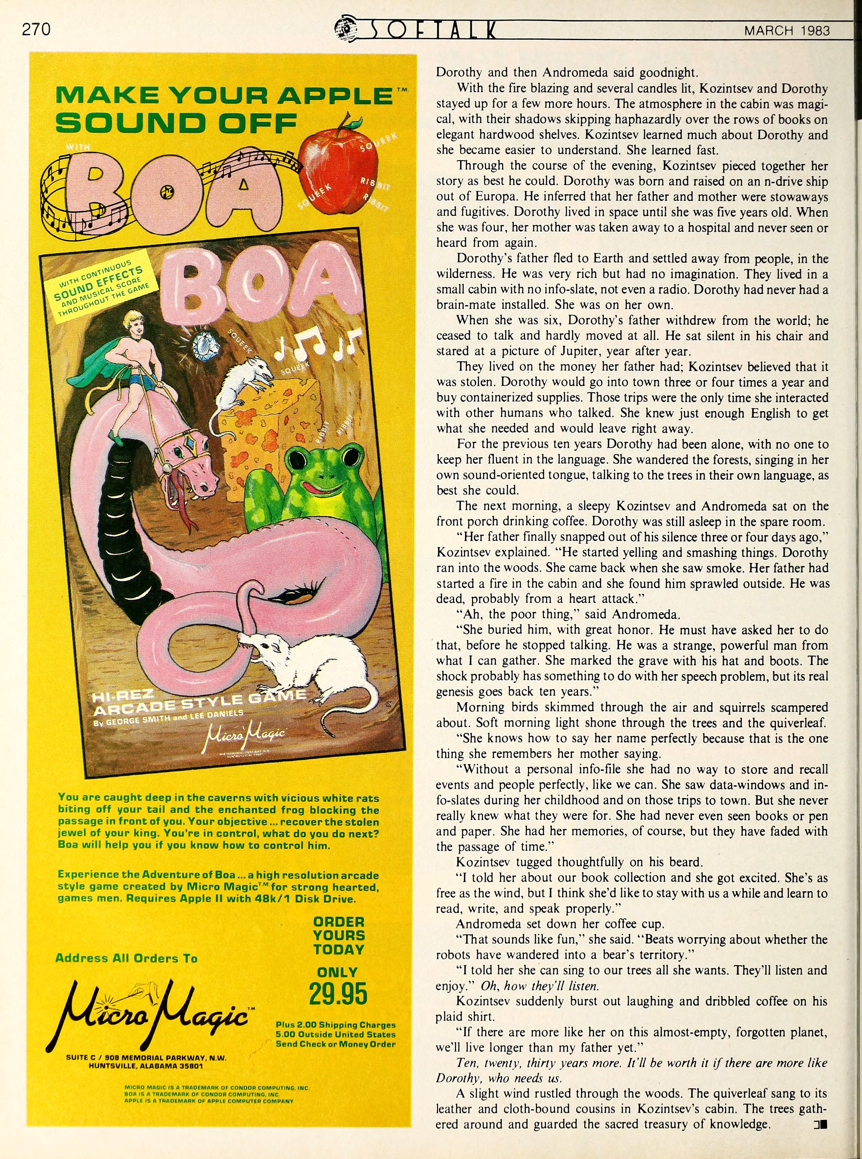 270
SOFTALK
MARCH 1983
MAKE YOUR APPLE™
SOUND OFF
WITH
BOA
SQUEEK
SQUEEK
RIBBIT
RIBBIT
WITH CONTINUOUS
SOUND EFFECTS
AND MUSICAL SCORE
THROUGHOUT THE GAME
BOA
SQUEEK
SQUEEK
RIBBIT
RIBBIT
HI-REZ
ARCADE STYLE GAME
By GEORGE SMITH and LEE DANIELS
Micro Magic
You are caught deep in the caverns with vicious white rats
biting off your tail and the enchanted frog blocking the
passage in front of you. Your objective ... recover the stolen
jewel of your king. You're in control, what do you do next?
Boa will help you if you know how to control him.
Experience the Adventure of Boa ... a high resolution arcade
style game created by Micro Magic™ for strong hearted,
games men. Requires Apple II with 48k/1 Disk Drive.
ORDER
YOURS
TODAY
Address All Orders To
ONLY
29.95
Micro Magic™
Plus 2.00 Shipping Charges
5.00 Outside United States
Send Check or Money Order
SUITE C / 908 MEMORIAL PARKWAY, N.W.
HUNTSVILLE, ALABAMA 35801
MICRO MAGIC IS A TRADEMARK OF CONDOR COMPUTING, INC.
BOA IS A TRADEMARK OF CONDOR COMPUTING, INC.
APPLE IS A TRADEMARK OF APPLE COMPUTER COMPANY
Dorothy and then Andromeda said goodnight.
With the fire blazing and several candles lit, Kozintsev and Dorothy
stayed up for a few more hours. The atmosphere in the cabin was magi-
cal, with their shadows skipping haphazardly over the rows of books on
elegant hardwood shelves. Kozintsev learned much about Dorothy and
she became easier to understand. She learned fast.
Through the course of the evening, Kozintsev pieced together her
story as best he could. Dorothy was born and raised on an n-drive ship
out of Europa. He inferred that her father and mother were stowaways
and fugitives. Dorothy lived in space until she was five years old. When
she was four, her mother was taken away to a hospital and never seen or
heard from again.
Dorothy's father fled to Earth and settled away from people, in the
wilderness. He was very rich but had no imagination. They lived in a
small cabin with no info-slate, not even a radio. Dorothy had never had a
brain-mate installed. She was on her own.
When she was six, Dorothy's father withdrew from the world; he
ceased to talk and hardly moved at all. He sat silent in his chair and
stared at a picture of Jupiter, year after year.
They lived on the money her father had; Kozintsev believed that it
was stolen. Dorothy would go into town three or four times a year and
buy containerized supplies. Those trips were the only time she interacted
with other humans who talked. She knew just enough English to get
what she needed and would leave right away.
For the previous ten years Dorothy had been alone, with no one to
keep her fluent in the language. She wandered the forests, singing in her
own sound-oriented tongue, talking to the trees in their own language, as
best she could.
The next morning, a sleepy Kozintsev and Andromeda sat on the
front porch drinking coffee. Dorothy was still asleep in the spare room.
"Her father finally snapped out of his silence three or four days ago,"
Kozintsev explained. "He started yelling and smashing things. Dorothy
ran into the woods. She came back when she saw smoke. Her father had
started a fire in the cabin and she found him sprawled outside. He was
dead, probably from a heart attack."
"Ah, the poor thing," said Andromeda.
"She buried him, with great honor. He must have asked her to do
that, before he stopped talking. He was a strange, powerful man from
what I can gather. She marked the grave with his hat and boots. The
shock probably has something to do with her speech problem, but its real
genesis goes back ten years."
Morning birds skimmed through the air and squirrels scampered
about. Soft morning light shone through the trees and the quiverleaf.
"She knows how to say her name perfectly because that is the one
thing she remembers her mother saying.
"Without a personal info-file she had no way to store and recall
events and people perfectly, like we can. She saw data-windows and in-
fo-slates during her childhood and on those trips to town. But she never
really knew what they were for. She had never even seen books or pen
and paper. She had her memories, of course, but they have faded with
the passage of time."
Kozintsev tugged thoughtfully on his beard.
"I told her about our book collection and she got excited. She's as
free as the wind, but I think she'd like to stay with us a while and learn to
read, write, and speak properly."
Andromeda set down her coffee cup.
"That sounds like fun," she said. "Beats worrying about whether the
robots have wandered into a bear's territory."
"I told her she can sing to our trees all she wants. They'll listen and
enjoy." Oh, how they'll listen.
Kozintsev suddenly burst out laughing and dribbled coffee on his
plaid shirt.
"If there are more like her on this almost-empty, forgotten planet,
we'll live longer than my father yet."
Ten, twenty, thirty years more. It'll be worth it if there are more like
Dorothy, who needs us.
A slight wind rustled through the woods. The quiverleaf sang to its
leather and cloth-bound cousins in Kozintsev's cabin. The trees gath-
ered around and guarded the sacred treasury of knowledge.